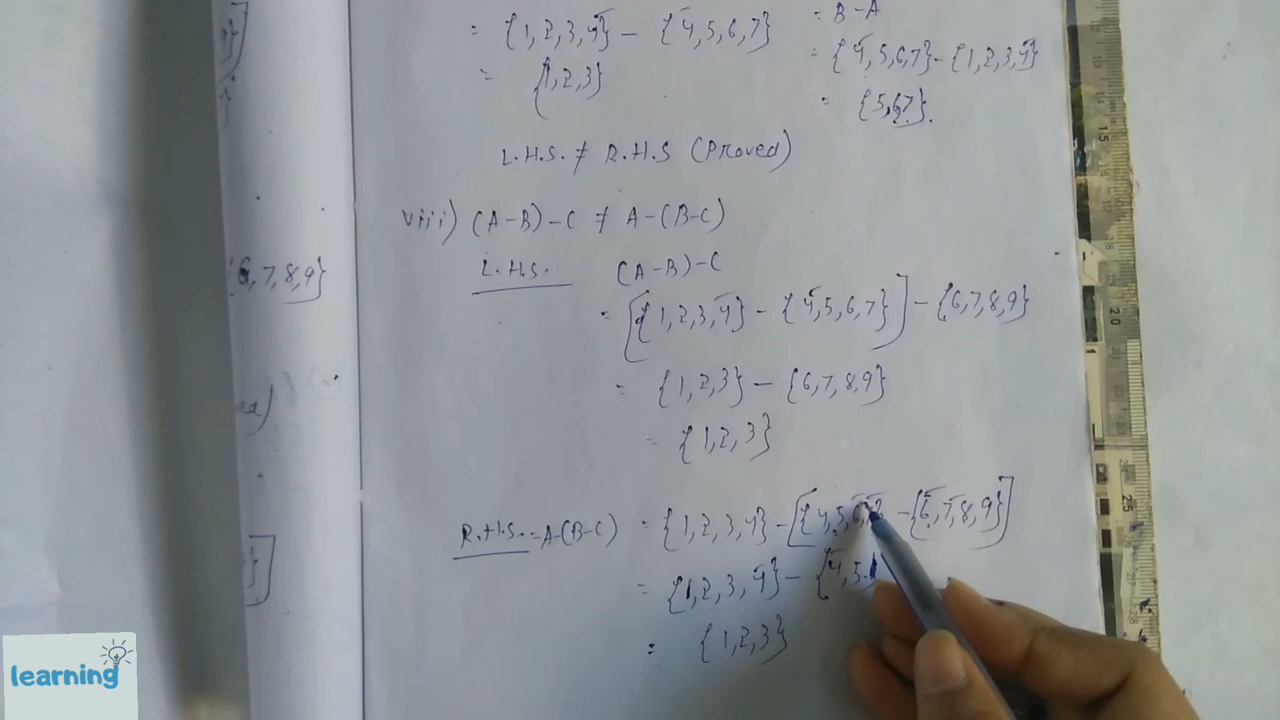 = {1,2,3,4} − {4,5,6,7}
= {1,2,3}
= B-A
= {4,5,6,7} - {1,2,3,4}
= {5,6,7}.
L.H.S. ≠ R.H.S (Proved)
viii) (A-B)-C ≠ A-(B-C)
L.H.S. (A-B)-C
= [{1,2,3,4} - {4,5,6,7}] - {6,7,8,9}
= {1,2,3} − {6,7,8,9}
= {1,2,3}
R.H.S. = A-(B-C) = {1,2,3,4} - [{4,5,6,7} - {6,7,8,9}]
= {1,2,3,4} - {4,5
= {1,2,3}
6,7,8,9}
learning